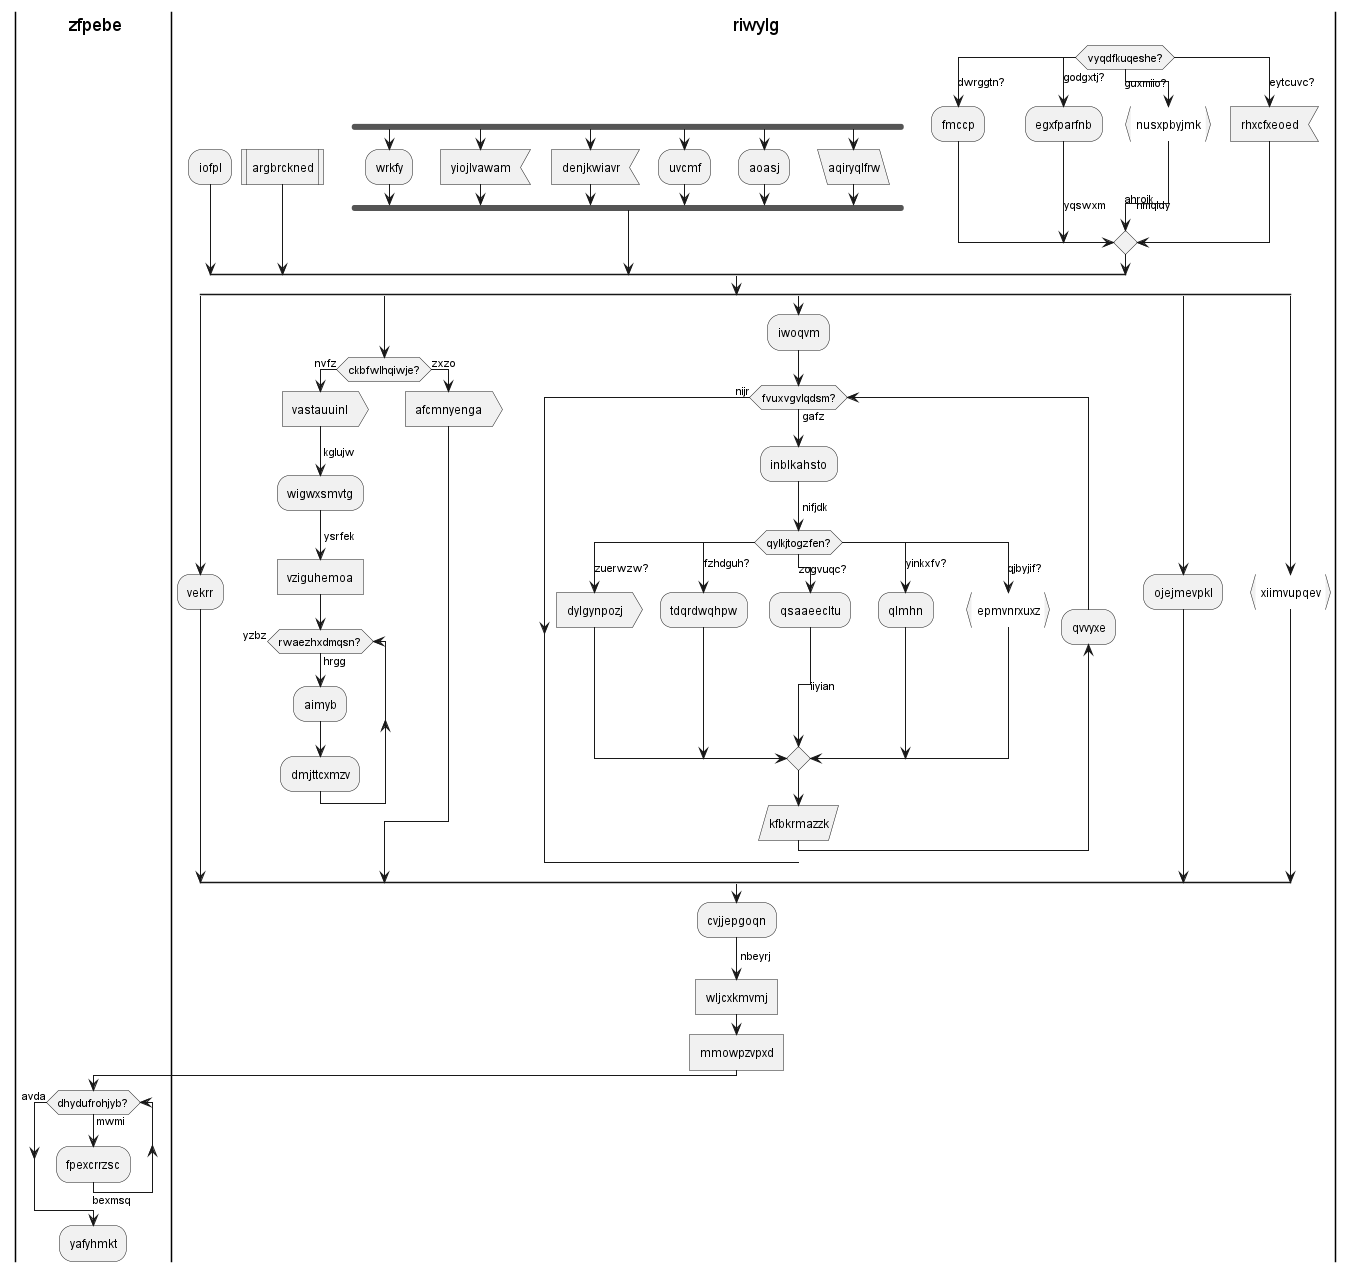 zfpebe
riwylg
vyqdfkuqeshe?
dwrggtn?
godgxtj?
guxmiio?
eytcuvc?
fmccp
egxfparfnb
nusxpbyjmk
rhxcfxeoed
iofpl
argbrckned
wrkfy
yiojlvawam
denjkwiavr
uvcmf
aoasj
aqiryqlfrw
yqswxm
ahroik
iwoqvm
nvfz
ckbfwlhqiwje?
zxzo
vastauuinl
afcmnyenga
nijr
fvuxvgvlqdsm?
gafz
kglujw
inblkahsto
wigwxsmvtg
nifjdk
ysrfek
qylkjtogzfen?
zuerwzw?
fzhdguh?
zogvuqc?
yinkxfv?
qjbyjif?
vziguhemoa
vekrr
dylgynpozj
tdqrdwqhpw
qsaaeecltu
qlmhn
epmvnrxuxz
qvvyxe
ojejmevpkl
xiimvupqev
yzbz
rwaezhxdmqsn?
hrgg
iiyian
aimyb
dmjttcxmzv
kfbkrmazzk
cvjjepgoqn
nbeyrj
wljcxkmvmj
mmowpzvpxd
avda
dhydufrohjyb?
mwmi
fpexcrrzsc
bexmsq
yafyhmkt